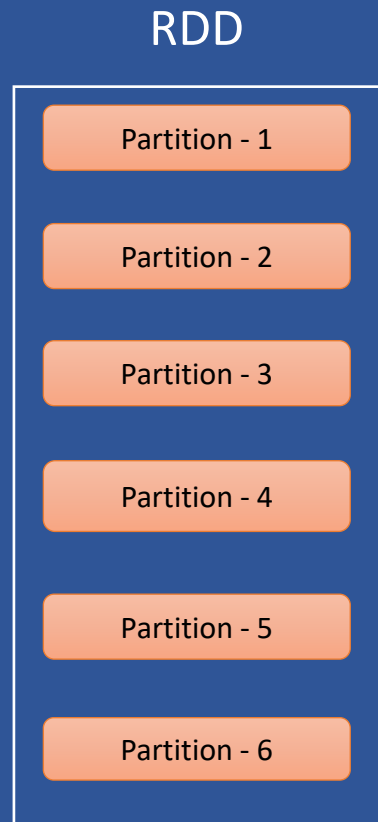 RDD
Partition - 1
Partition - 2
Partition - 3
Partition - 4
Partition - 5
Partition - 6